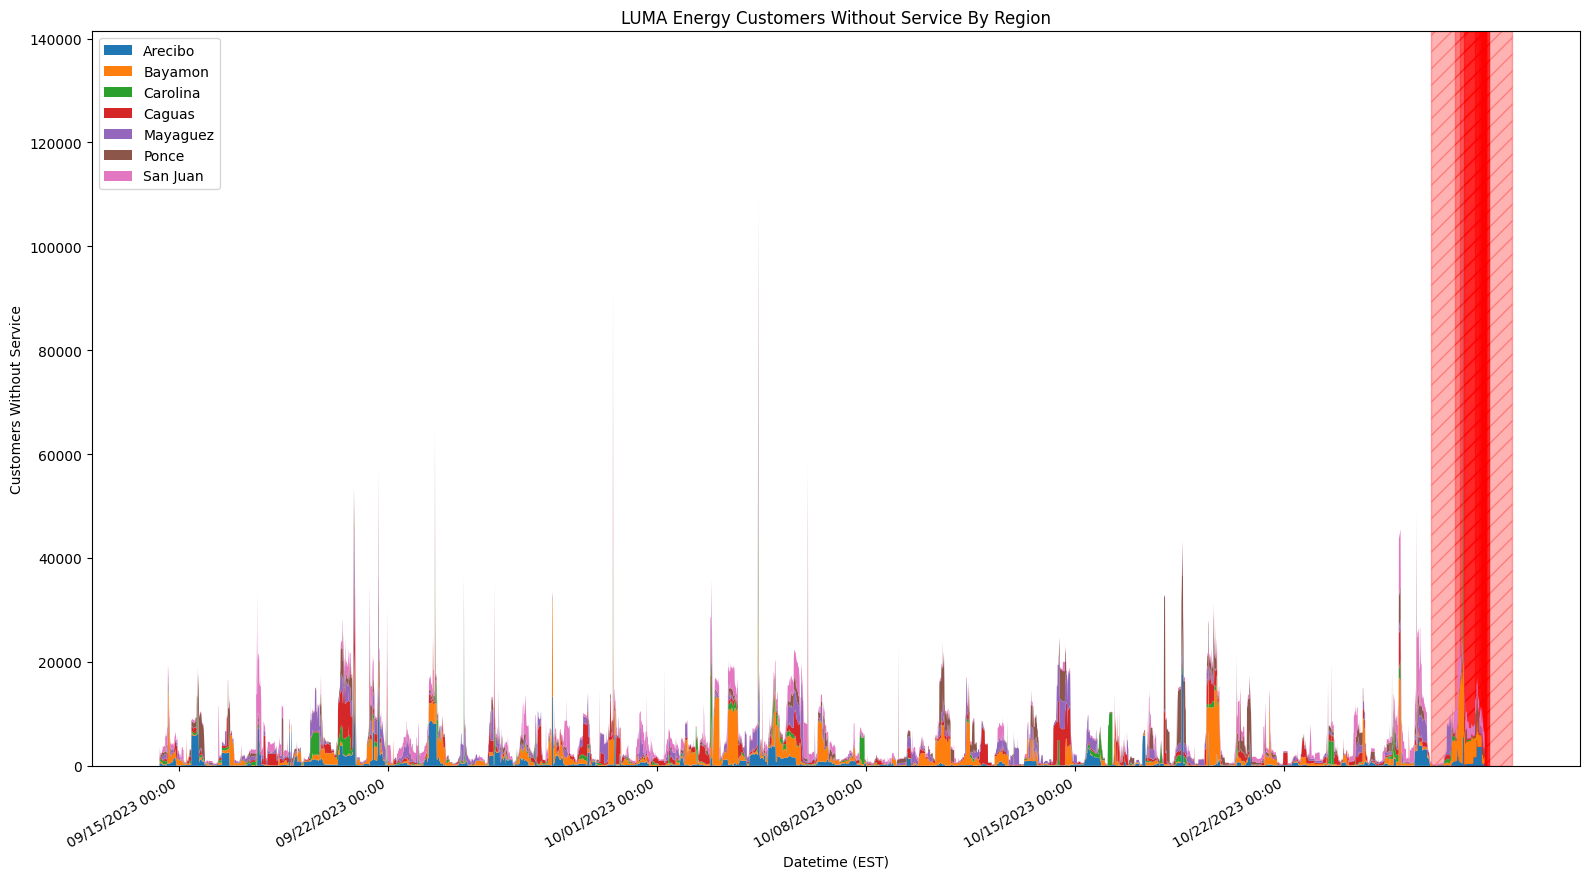 LUMA Energy Customers Without Service By Region
140000
120000
100000
80000
60000
40000
20000
0
Customers Without Service
Arecibo
Bayamon
Carolina
Caguas
Mayaguez
Ponce
San Juan
09/15/2023 00:00
09/22/2023 00:00
10/01/2023 00:00
10/08/2023 00:00
10/15/2023 00:00
10/22/2023 00:00
Datetime (EST)